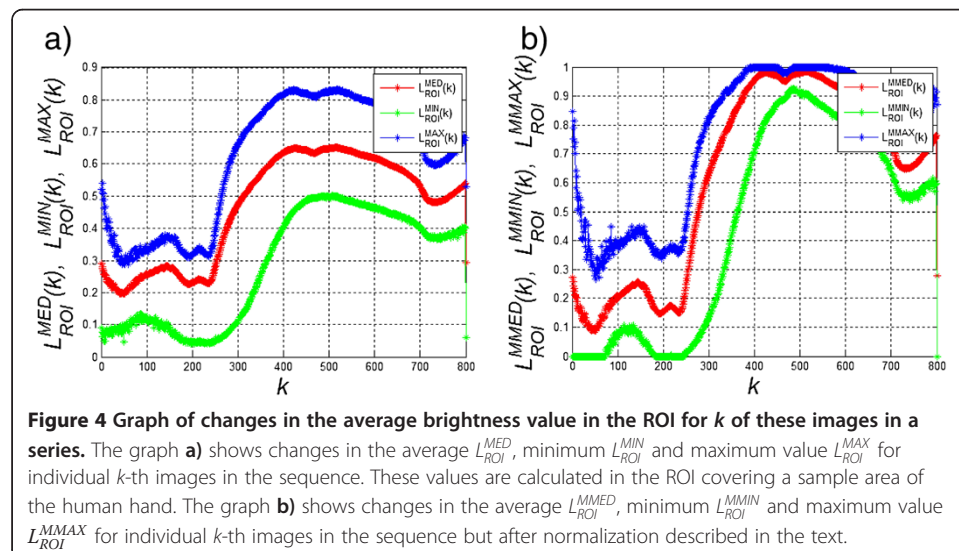 a)
b)
L_ROI^MED(k), L_ROI^MIN(k), L_ROI^MAX(k)
0.9
0.8
0.7
0.6
0.5
0.4
0.3
0.2
0.1
0
0 100 200 300 400 500 600 700 800
k
L_ROI^MED(k)
L_ROI^MIN(k)
L_ROI^MAX(k)
L_ROI^MMED(k), L_ROI^MMIN(k), L_ROI^MMAX(k)
1
0.9
0.8
0.7
0.6
0.5
0.4
0.3
0.2
0.1
0
0 100 200 300 400 500 600 700 800
k
L_ROI^MMED(k)
L_ROI^MMIN(k)
L_ROI^MMAX(k)
Figure 4 Graph of changes in the average brightness value in the ROI for k of these images in a
series. The graph a) shows changes in the average L_ROI^MED, minimum L_ROI^MIN and maximum value L_ROI^MAX for
individual k-th images in the sequence. These values are calculated in the ROI covering a sample area of
the human hand. The graph b) shows changes in the average L_ROI^MMED, minimum L_ROI^MMIN and maximum value
L_ROI^MMAX for individual k-th images in the sequence but after normalization described in the text.